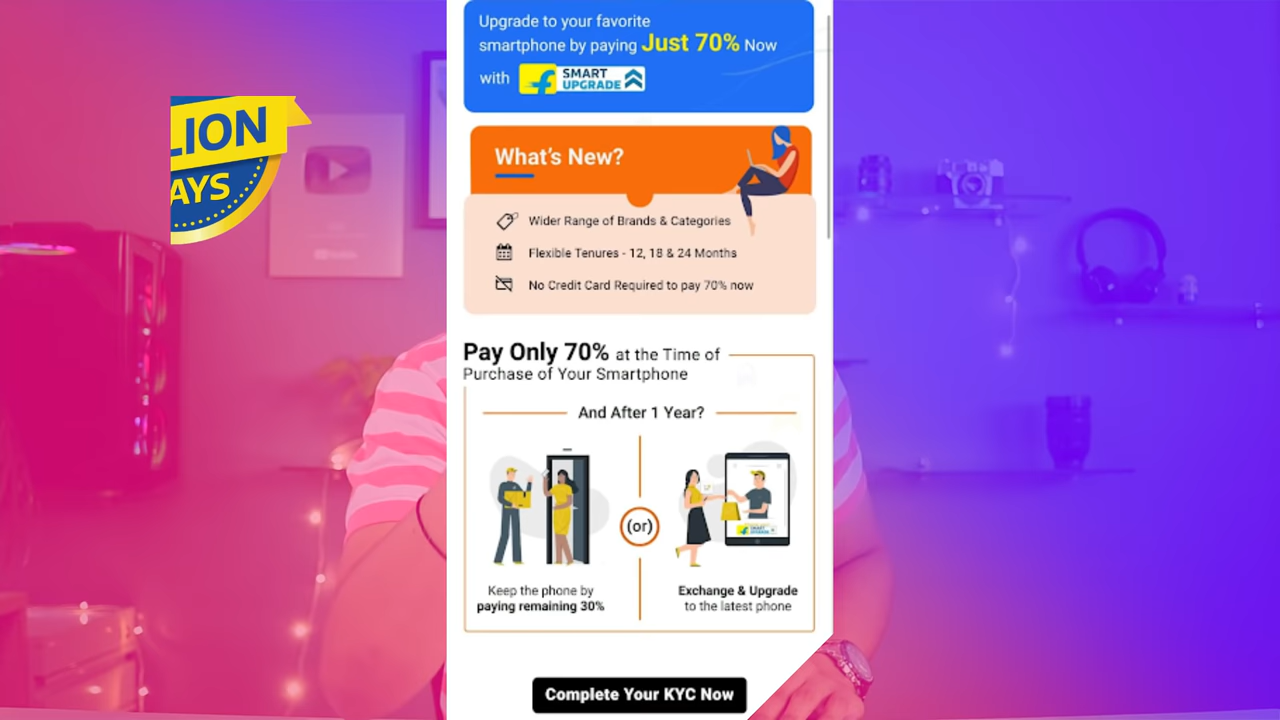 Upgrade to your favorite
smartphone by paying Just 70% Now
with SMART
UPGRADE
LION
AYS
What's New?
Wider Range of Brands & Categories
Flexible Tenures - 12, 18 & 24 Months
No Credit Card Required to pay 70% now
Pay Only 70% at the Time of
Purchase of Your Smartphone
And After 1 Year?
(or)
SMART
UPGRADE
Keep the phone by
paying remaining 30%
Exchange & Upgrade
to the latest phone
Complete Your KYC Now